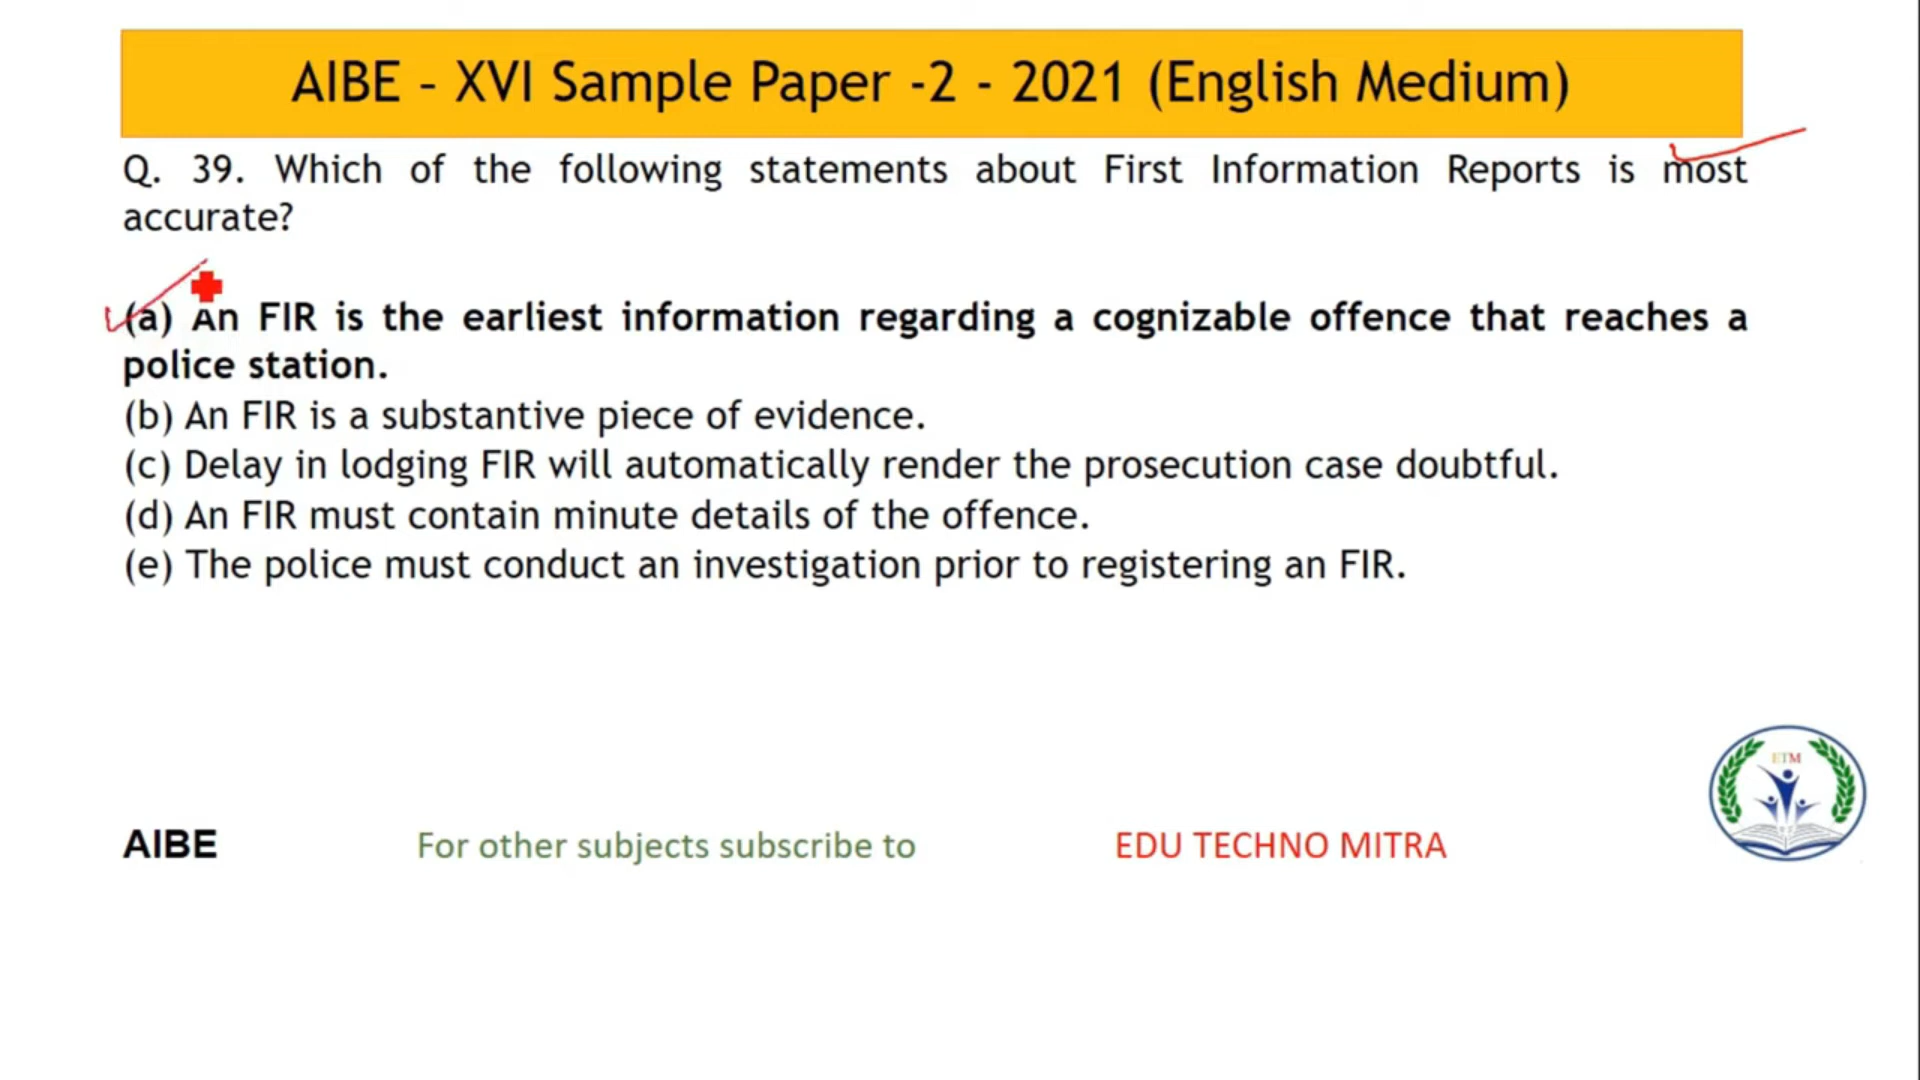 AIBE – XVI Sample Paper -2 - 2021 (English Medium)
Q. 39. Which of the following statements about First Information Reports is most
accurate?
(a) An FIR is the earliest information regarding a cognizable offence that reaches a
police station.
(b) An FIR is a substantive piece of evidence.
(c) Delay in lodging FIR will automatically render the prosecution case doubtful.
(d) An FIR must contain minute details of the offence.
(e) The police must conduct an investigation prior to registering an FIR.
ETM
AIBE For other subjects subscribe to EDU TECHNO MITRA